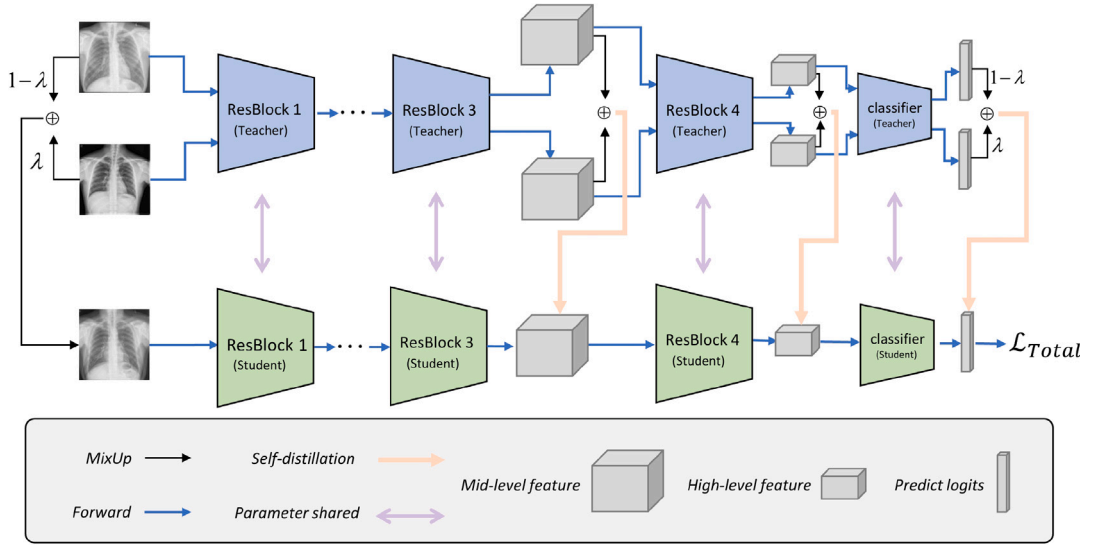 1−λ
⊕
λ
ResBlock 1
(Teacher)
···
ResBlock 3
(Teacher)
⊕
ResBlock 4
(Teacher)
⊕
classifier
(Teacher)
1−λ
⊕
λ
ResBlock 1
(Student)
···
ResBlock 3
(Student)
ResBlock 4
(Student)
classifier
(Student)
ℒTotal
MixUp
Self-distillation
Mid-level feature
High-level feature
Predict logits
Forward
Parameter shared